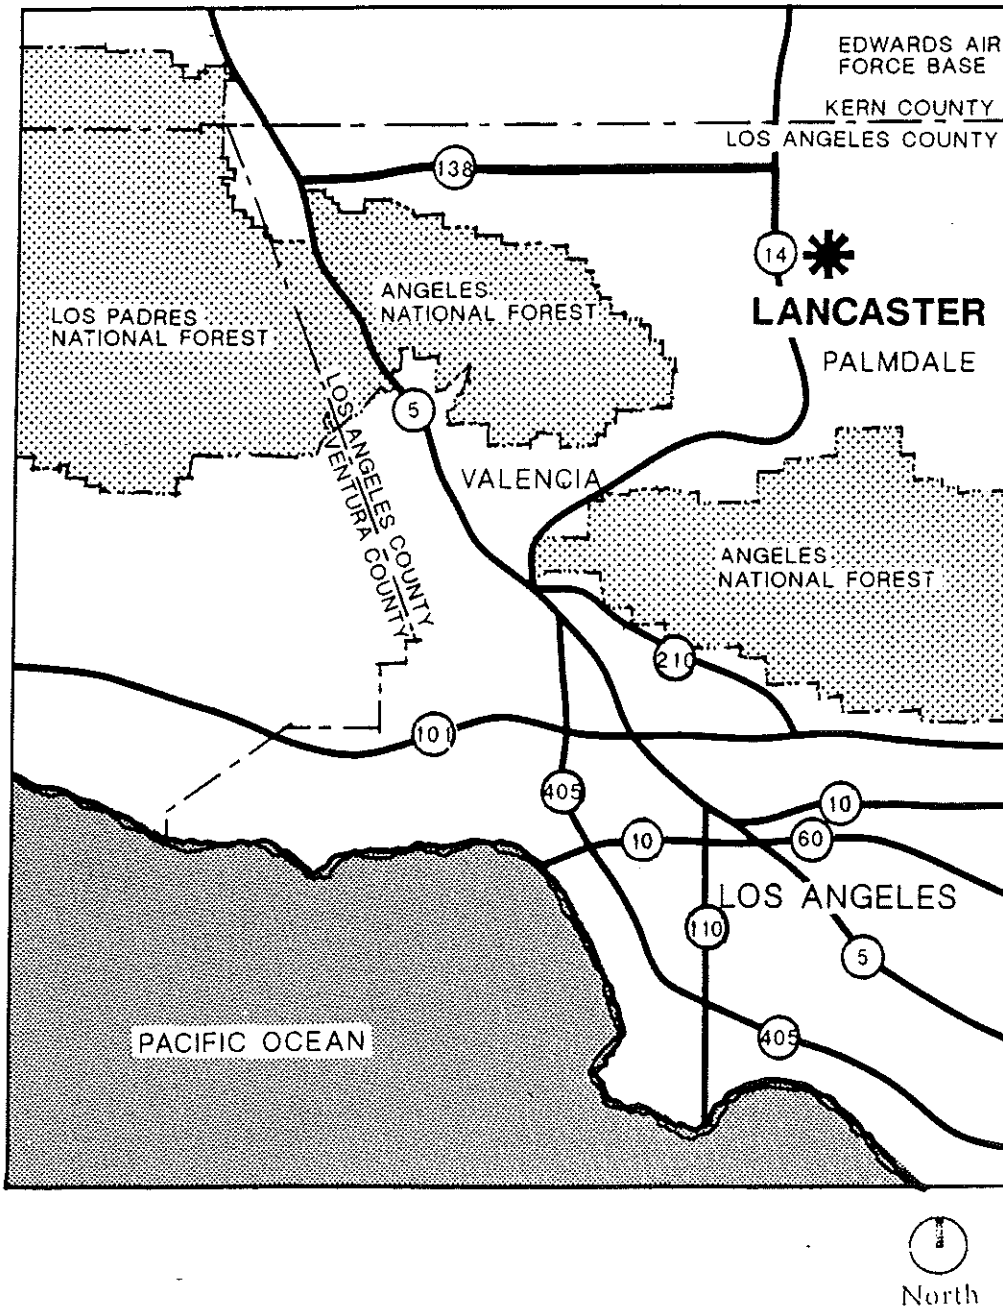 EDWARDS AIR
FORCE BASE
KERN COUNTY
LOS ANGELES COUNTY
138
14
LANCASTER
PALMDALE
ANGELES
NATIONAL FOREST
LOS PADRES
NATIONAL FOREST
5
LOS ANGELES COUNTY
VENTURA COUNTY
VALENCIA
ANGELES
NATIONAL FOREST
210
101
405
10
10
60
LOS ANGELES
110
5
405
PACIFIC OCEAN
North